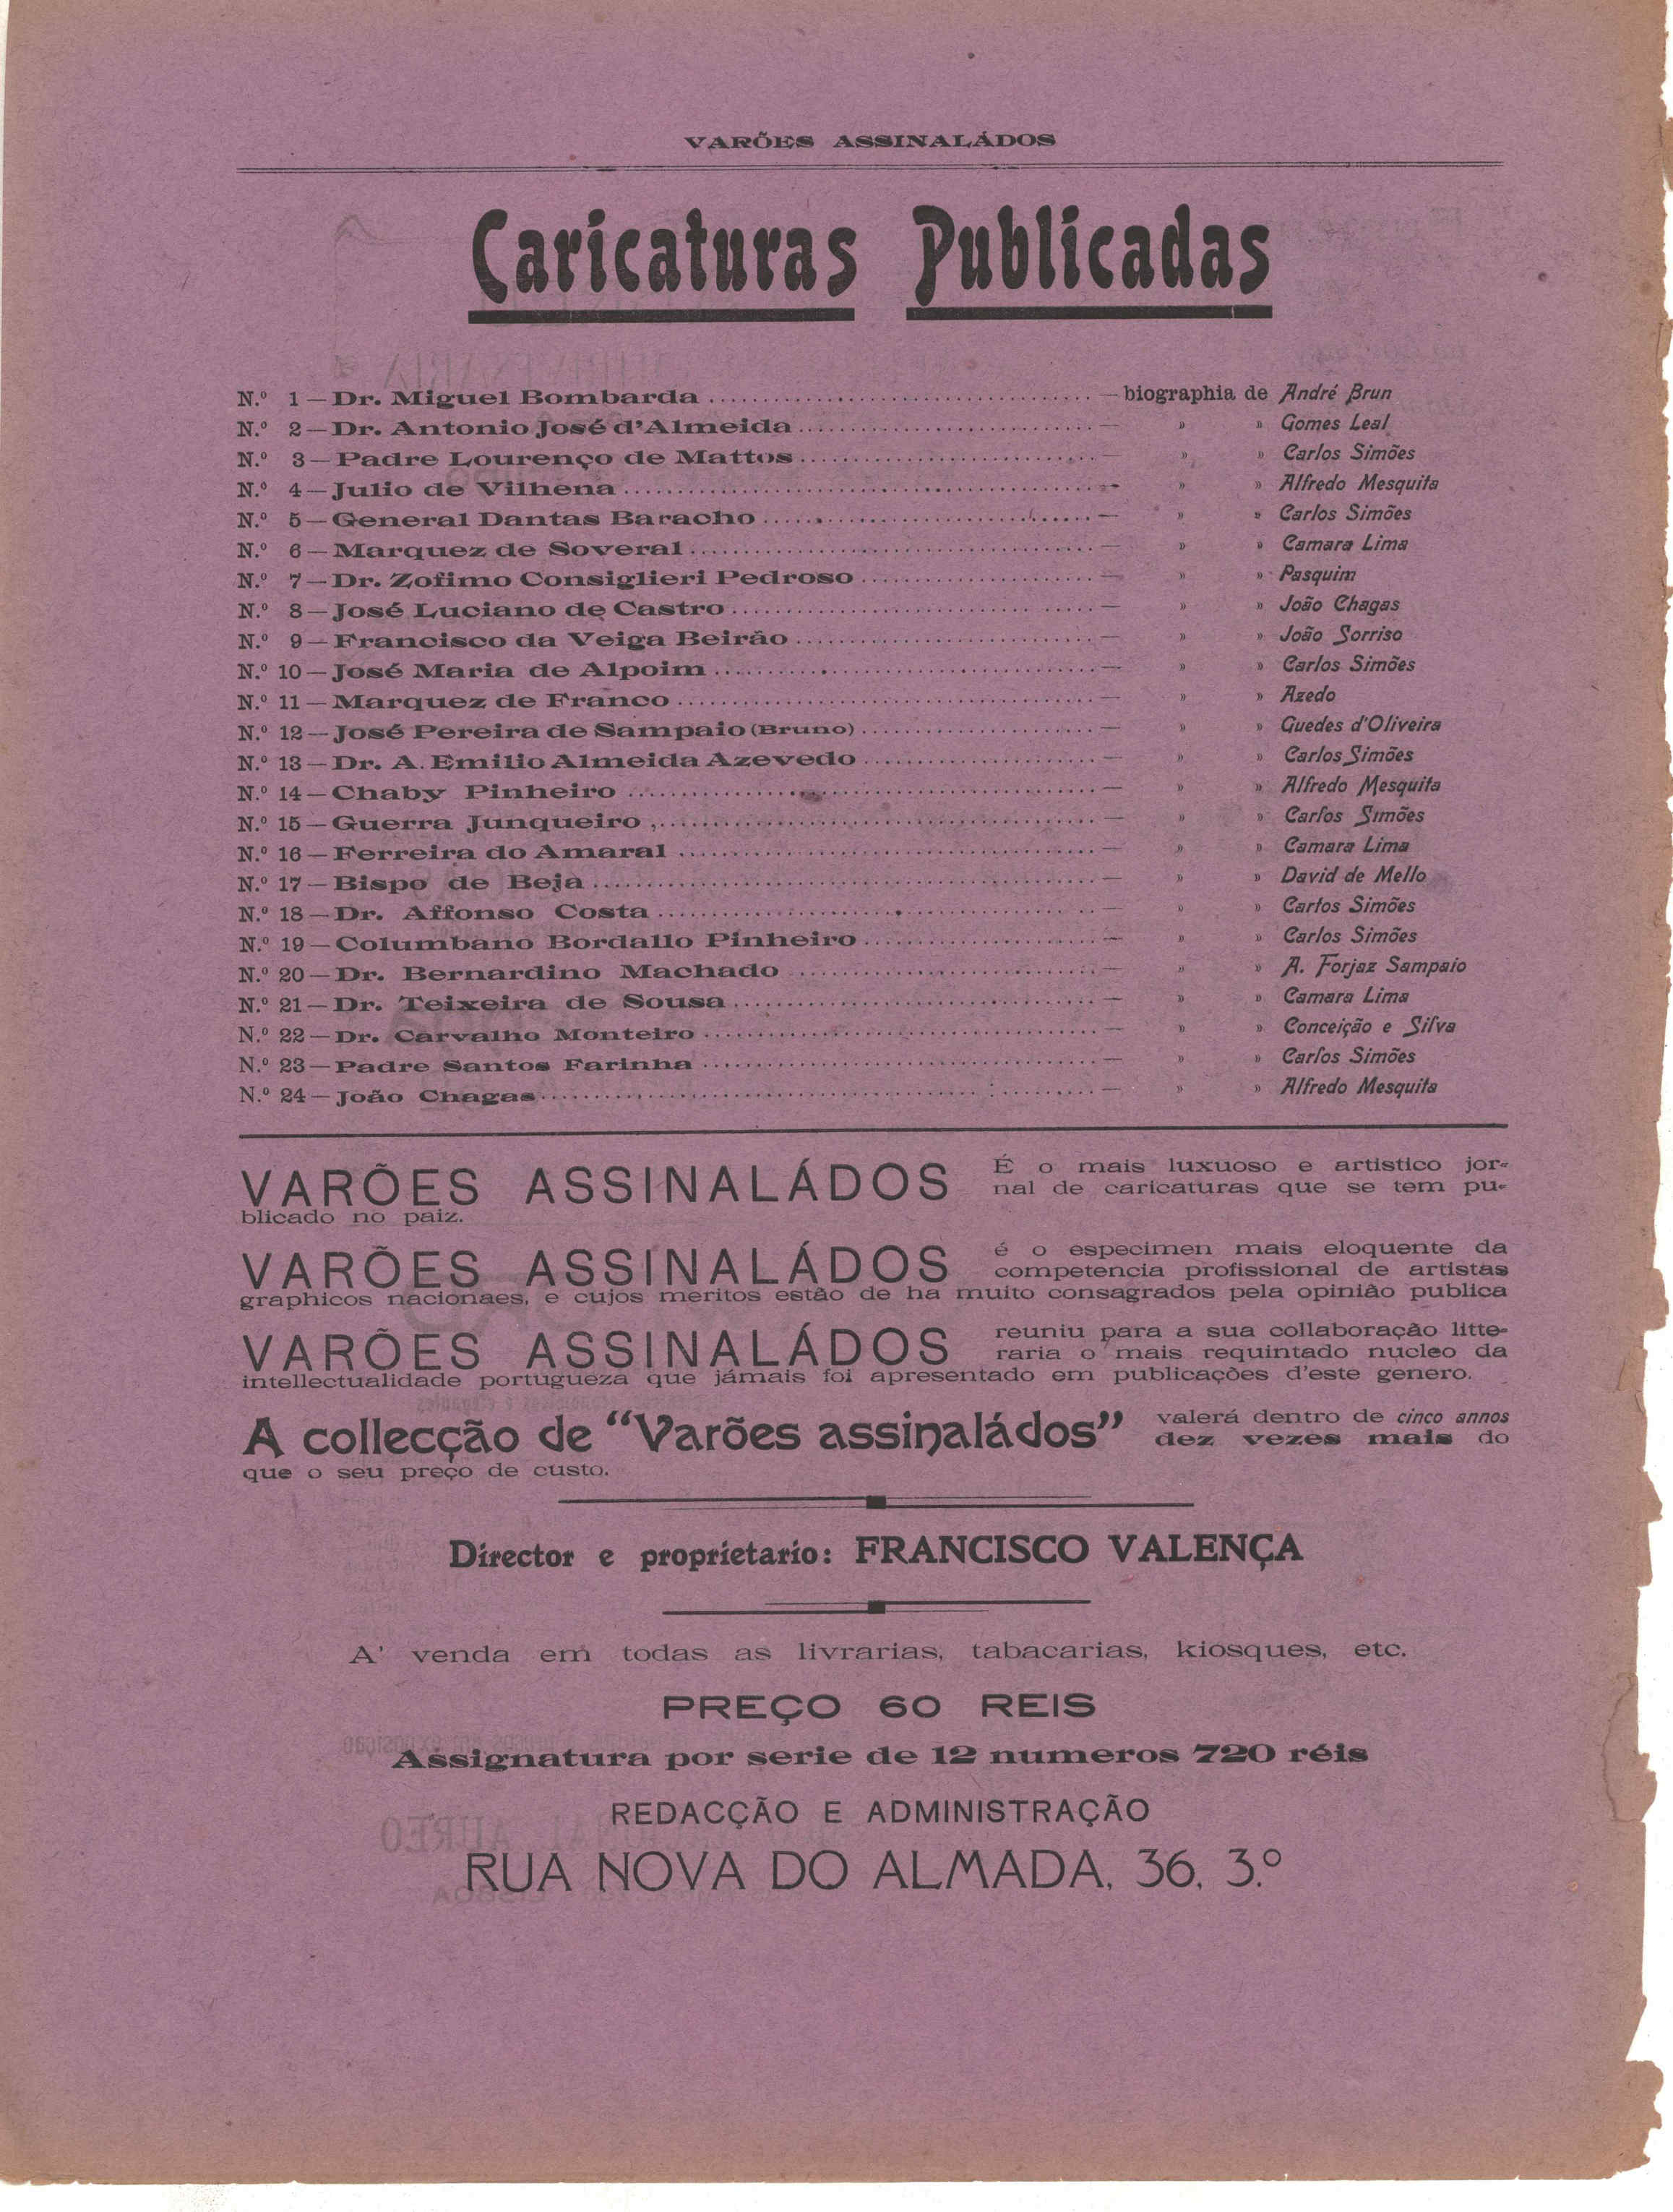 VARÕES ASSINALÁDOS
Caricaturas Publicadas
N.º 1 — Dr. Miguel Bombarda — biographia de André Brun
N.º 2 — Dr. Antonio José d'Almeida — » » Gomes Leal
N.º 3 — Padre Lourenço de Mattos — » » Carlos Simões
N.º 4 — Julio de Vilhena — » » Alfredo Mesquita
N.º 5 — General Dantas Baracho — » » Carlos Simões
N.º 6 — Marquez de Soveral — » » Camara Lima
N.º 7 — Dr. Zofimo Consiglieri Pedroso — » » Pasquim
N.º 8 — José Luciano de Castro — » » João Chagas
N.º 9 — Francisco da Veiga Beirão — » » João Sorriso
N.º 10 — José Maria de Alpoim — » » Carlos Simões
N.º 11 — Marquez de Franco — » » Azedo
N.º 12 — José Pereira de Sampaio (Bruno) — » » Guedes d'Oliveira
N.º 13 — Dr. A. Emilio Almeida Azevedo — » » Carlos Simões
N.º 14 — Chaby Pinheiro — » » Alfredo Mesquita
N.º 15 — Guerra Junqueiro — » » Carlos Simões
N.º 16 — Ferreira do Amaral — » » Camara Lima
N.º 17 — Bispo de Beja — » » David de Mello
N.º 18 — Dr. Affonso Costa — » » Carlos Simões
N.º 19 — Columbano Bordallo Pinheiro — » » Carlos Simões
N.º 20 — Dr. Bernardino Machado — » » A. Forjaz Sampaio
N.º 21 — Dr. Teixeira de Sousa — » » Camara Lima
N.º 22 — Dr. Carvalho Monteiro — » » Conceição e Silva
N.º 23 — Padre Santos Farinha — » » Carlos Simões
N.º 24 — João Chagas — » » Alfredo Mesquita
VARÕES ASSINALÁDOS É o mais luxuoso e artistico jor-
nal de caricaturas que se tem pu-
blicado no paiz.
VARÕES ASSINALÁDOS é o especimen mais eloquente da
competencia profissional de artistas
graphicos nacionaes, e cujos meritos estão de ha muito consagrados pela opinião publica
VARÕES ASSINALÁDOS reuniu para a sua collaboração litte-
raria o mais requintado nucleo da
intellectualidade portugueza que jámais foi apresentado em publicações d'este genero.
A collecção de "Varões assinaládos" valerá dentro de cinco annos
dez vezes mais do
que o seu preço de custo.
Director e proprietario: FRANCISCO VALENÇA
A' venda em todas as livrarias, tabacarias, kiosques, etc.
PREÇO 60 REIS
Assignatura por serie de 12 numeros 720 réis
REDACÇÃO E ADMINISTRAÇÃO
RUA NOVA DO ALMADA, 36, 3.º